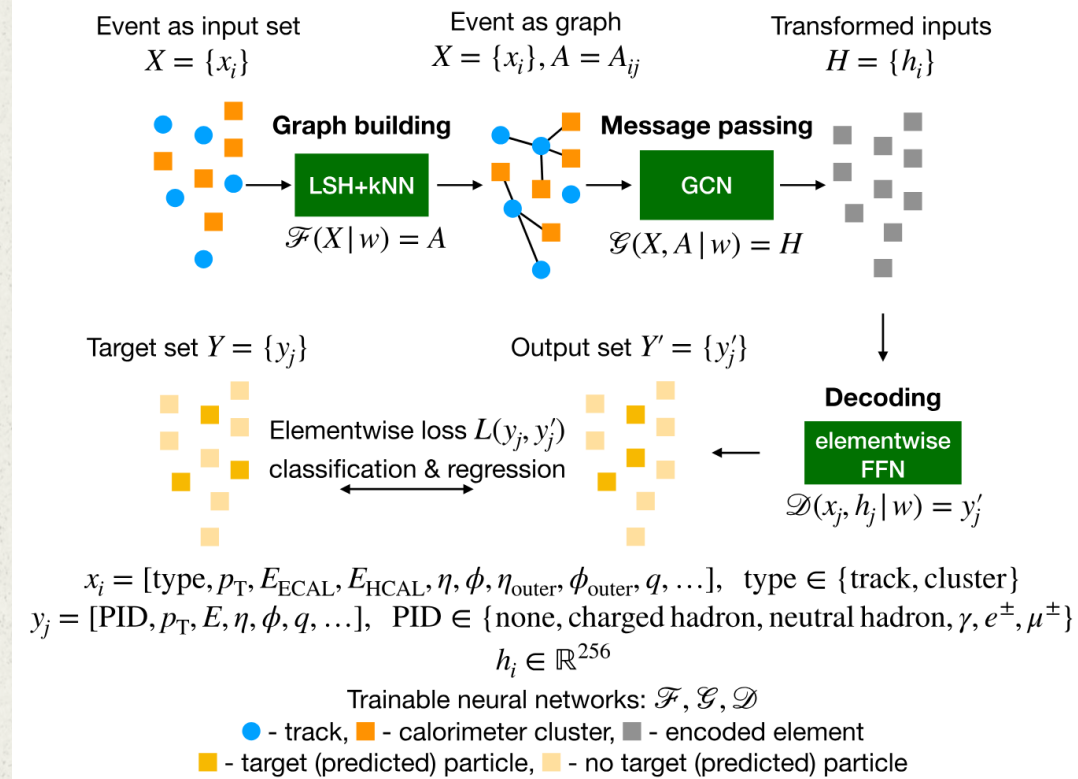 Event as input set
X = {x_i}
Event as graph
X = {x_i}, A = A_ij
Transformed inputs
H = {h_i}
Graph building
LSH+kNN
ℱ(X | w) = A
Message passing
GCN
𝒢(X, A | w) = H
Target set Y = {y_j}
Output set Y′ = {y′_j}
Decoding
elementwise
FFN
𝒟(x_j, h_j | w) = y′_j
Elementwise loss L(y_j, y′_j)
classification & regression
x_i = [type, p_T, E_ECAL, E_HCAL, η, ϕ, η_outer, ϕ_outer, q, …], type ∈ {track, cluster}
y_j = [PID, p_T, E, η, ϕ, q, …], PID ∈ {none, charged hadron, neutral hadron, γ, e^±, μ^±}
h_i ∈ ℝ^256
Trainable neural networks: ℱ, 𝒢, 𝒟
- track, - calorimeter cluster, - encoded element
- target (predicted) particle, - no target (predicted) particle